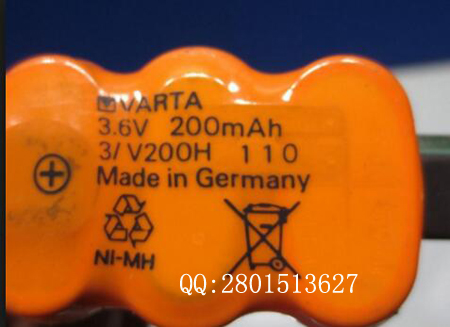 VARTA
3.6V 200mAh
3/V200H 110
Made in Germany
NI-MH
QQ:2801513627